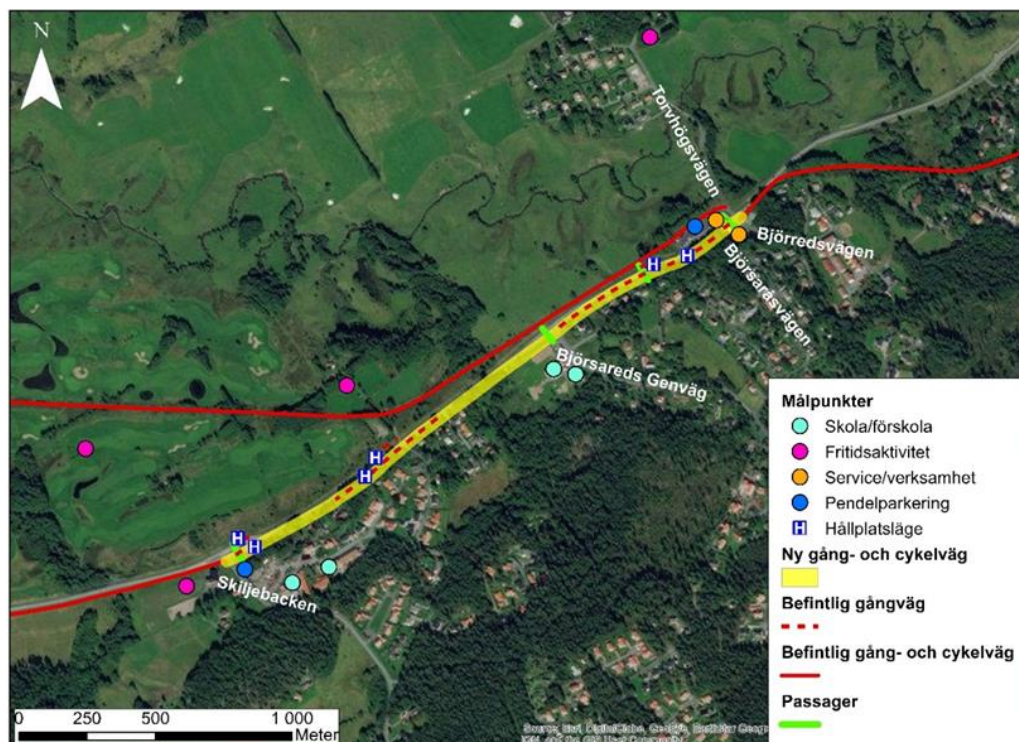 N
Torvhögsvägen
Björredsvägen
Björsaråsvägen
H
H
Björsareds Genväg
H
H
H
H
Skiljebacken
Målpunkter
Skola/förskola
Fritidsaktivitet
Service/verksamhet
Pendelparkering
H Hållplatsläge
Ny gång- och cykelväg
Befintlig gångväg
Befintlig gång- och cykelväg
Passager
0 250 500 1 000
Meter